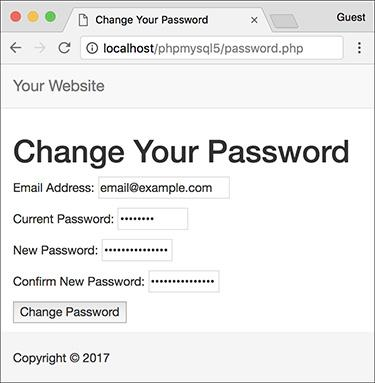 Change Your Password
Guest
localhost/phpmysql5/password.php
Your Website
Change Your Password
Email Address: email@example.com
Current Password: ••••••••
New Password: •••••••••••••••
Confirm New Password: •••••••••••••••
Change Password
Copyright © 2017